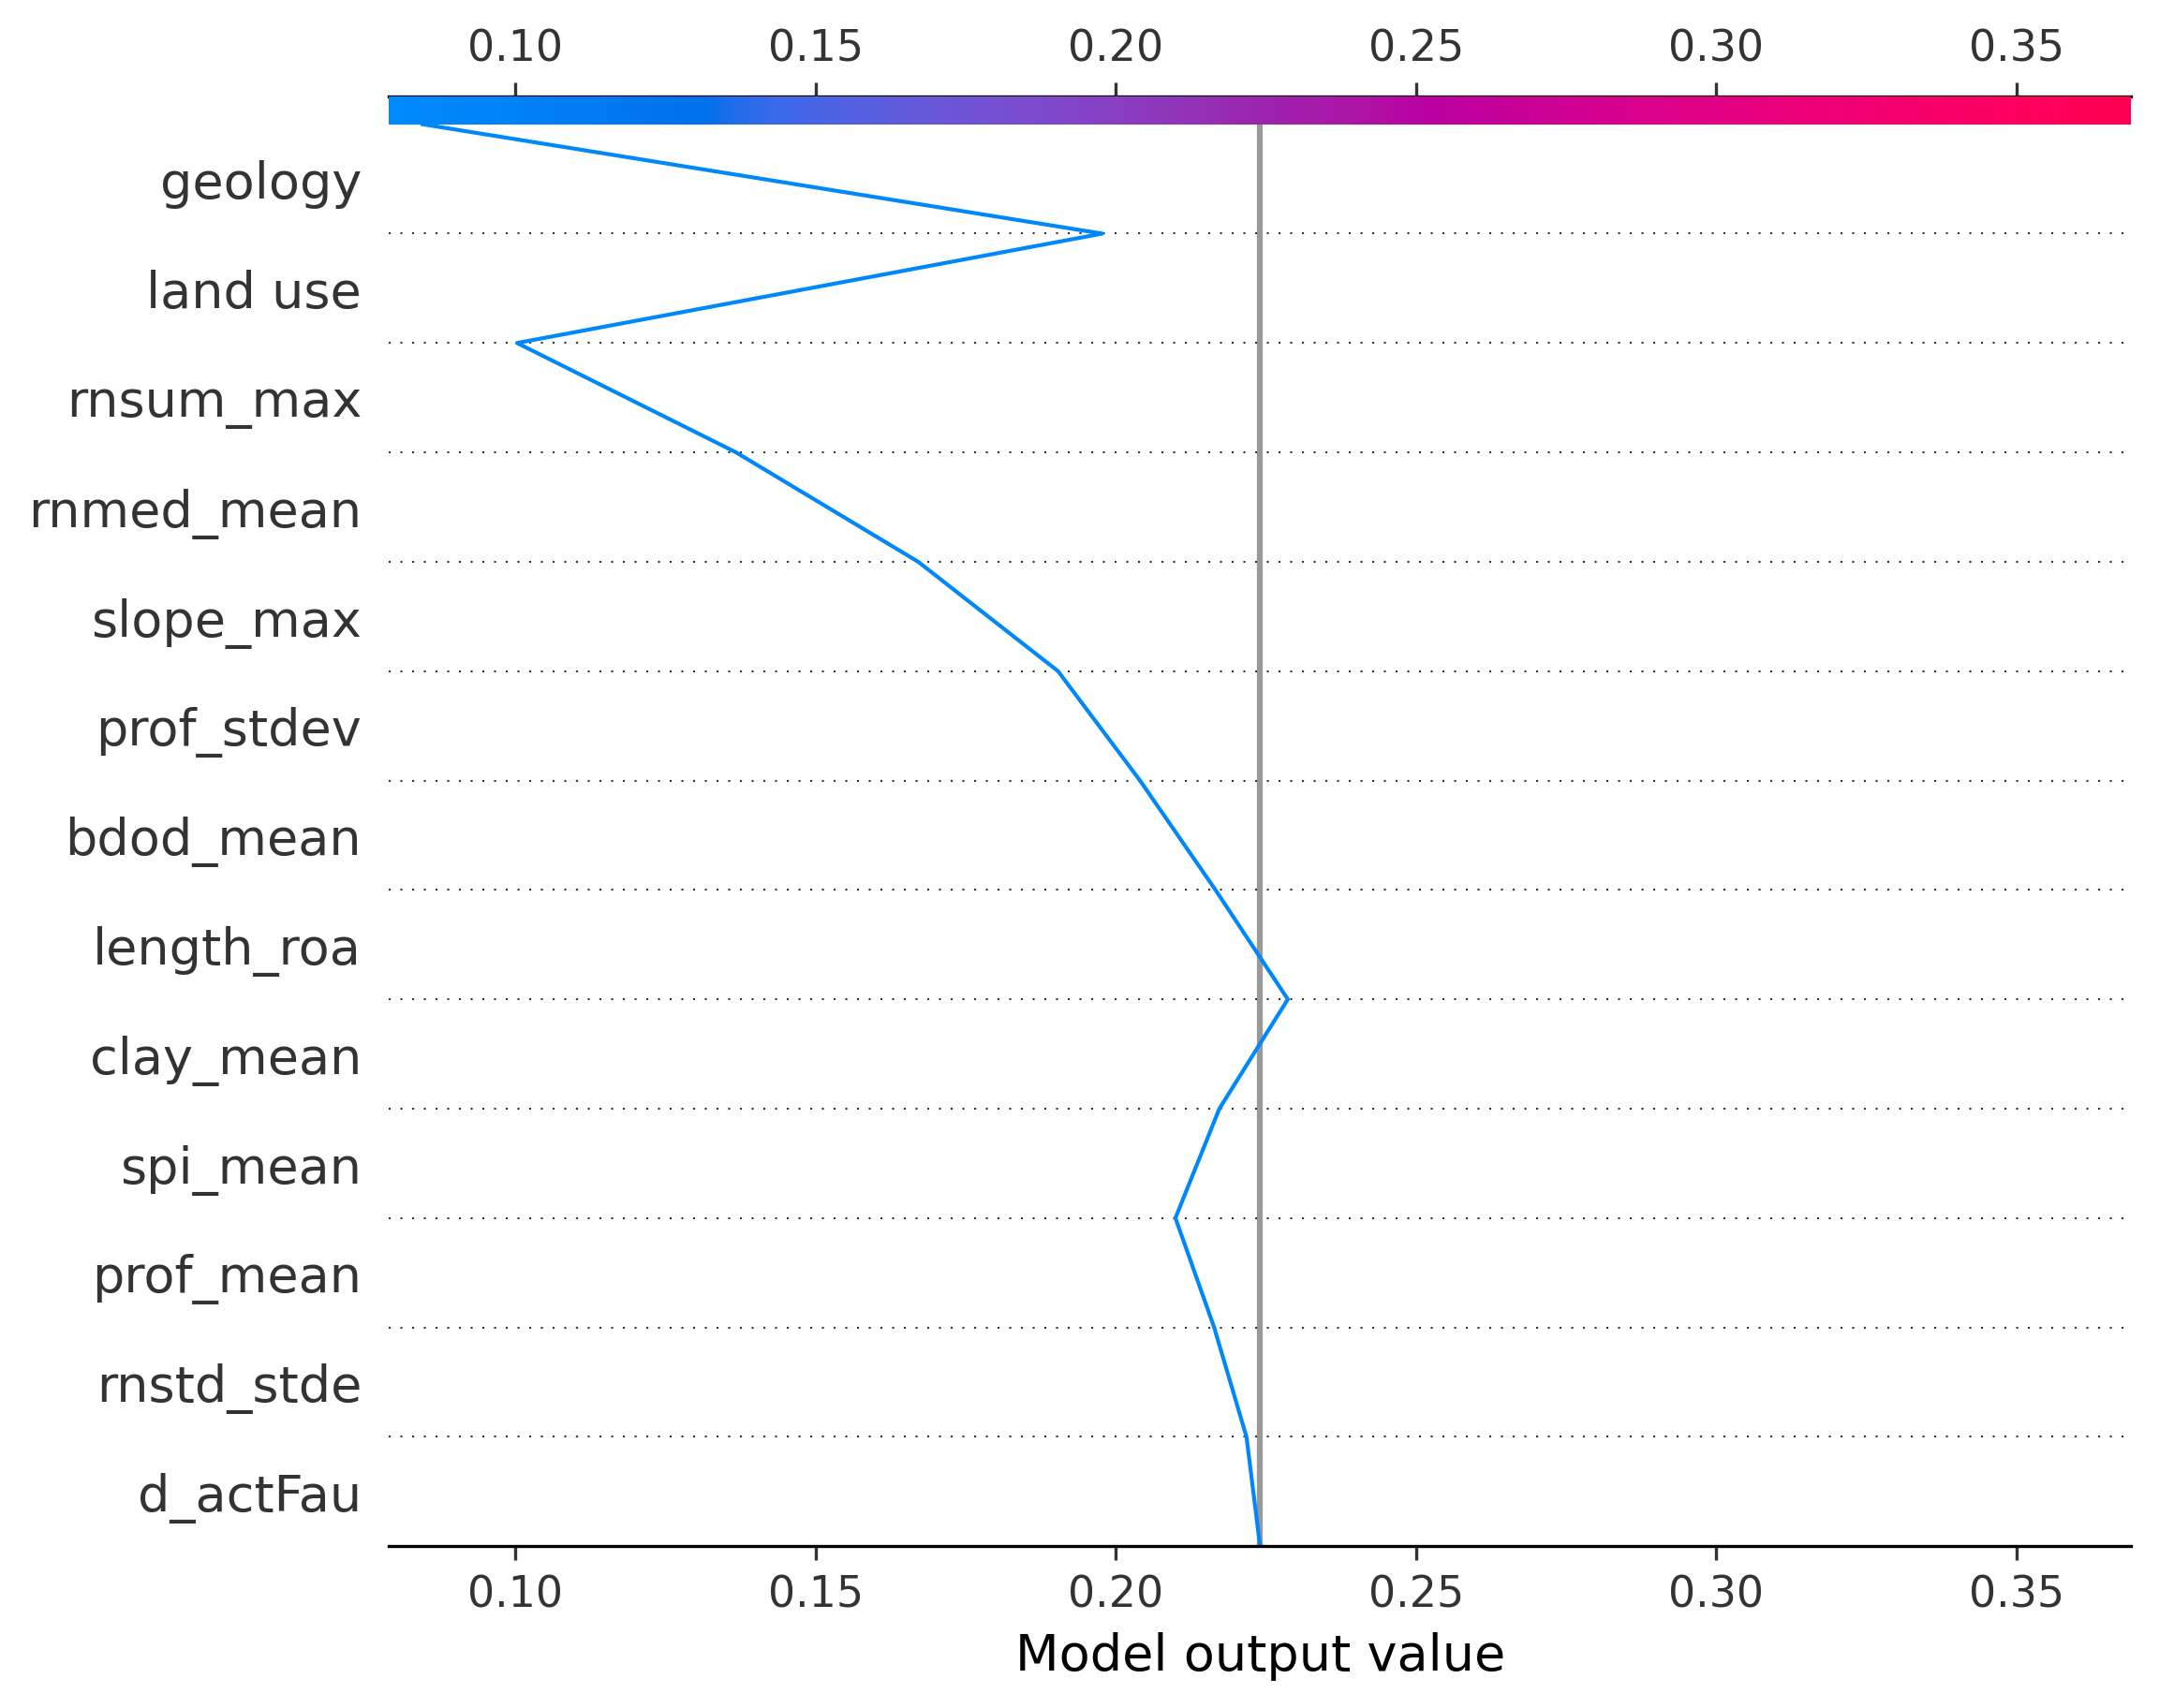 0.10 0.15 0.20 0.25 0.30 0.35
geology
land use
rnsum_max
rnmed_mean
slope_max
prof_stdev
bdod_mean
length_roa
clay_mean
spi_mean
prof_mean
rnstd_stde
d_actFau
0.10 0.15 0.20 0.25 0.30 0.35
Model output value